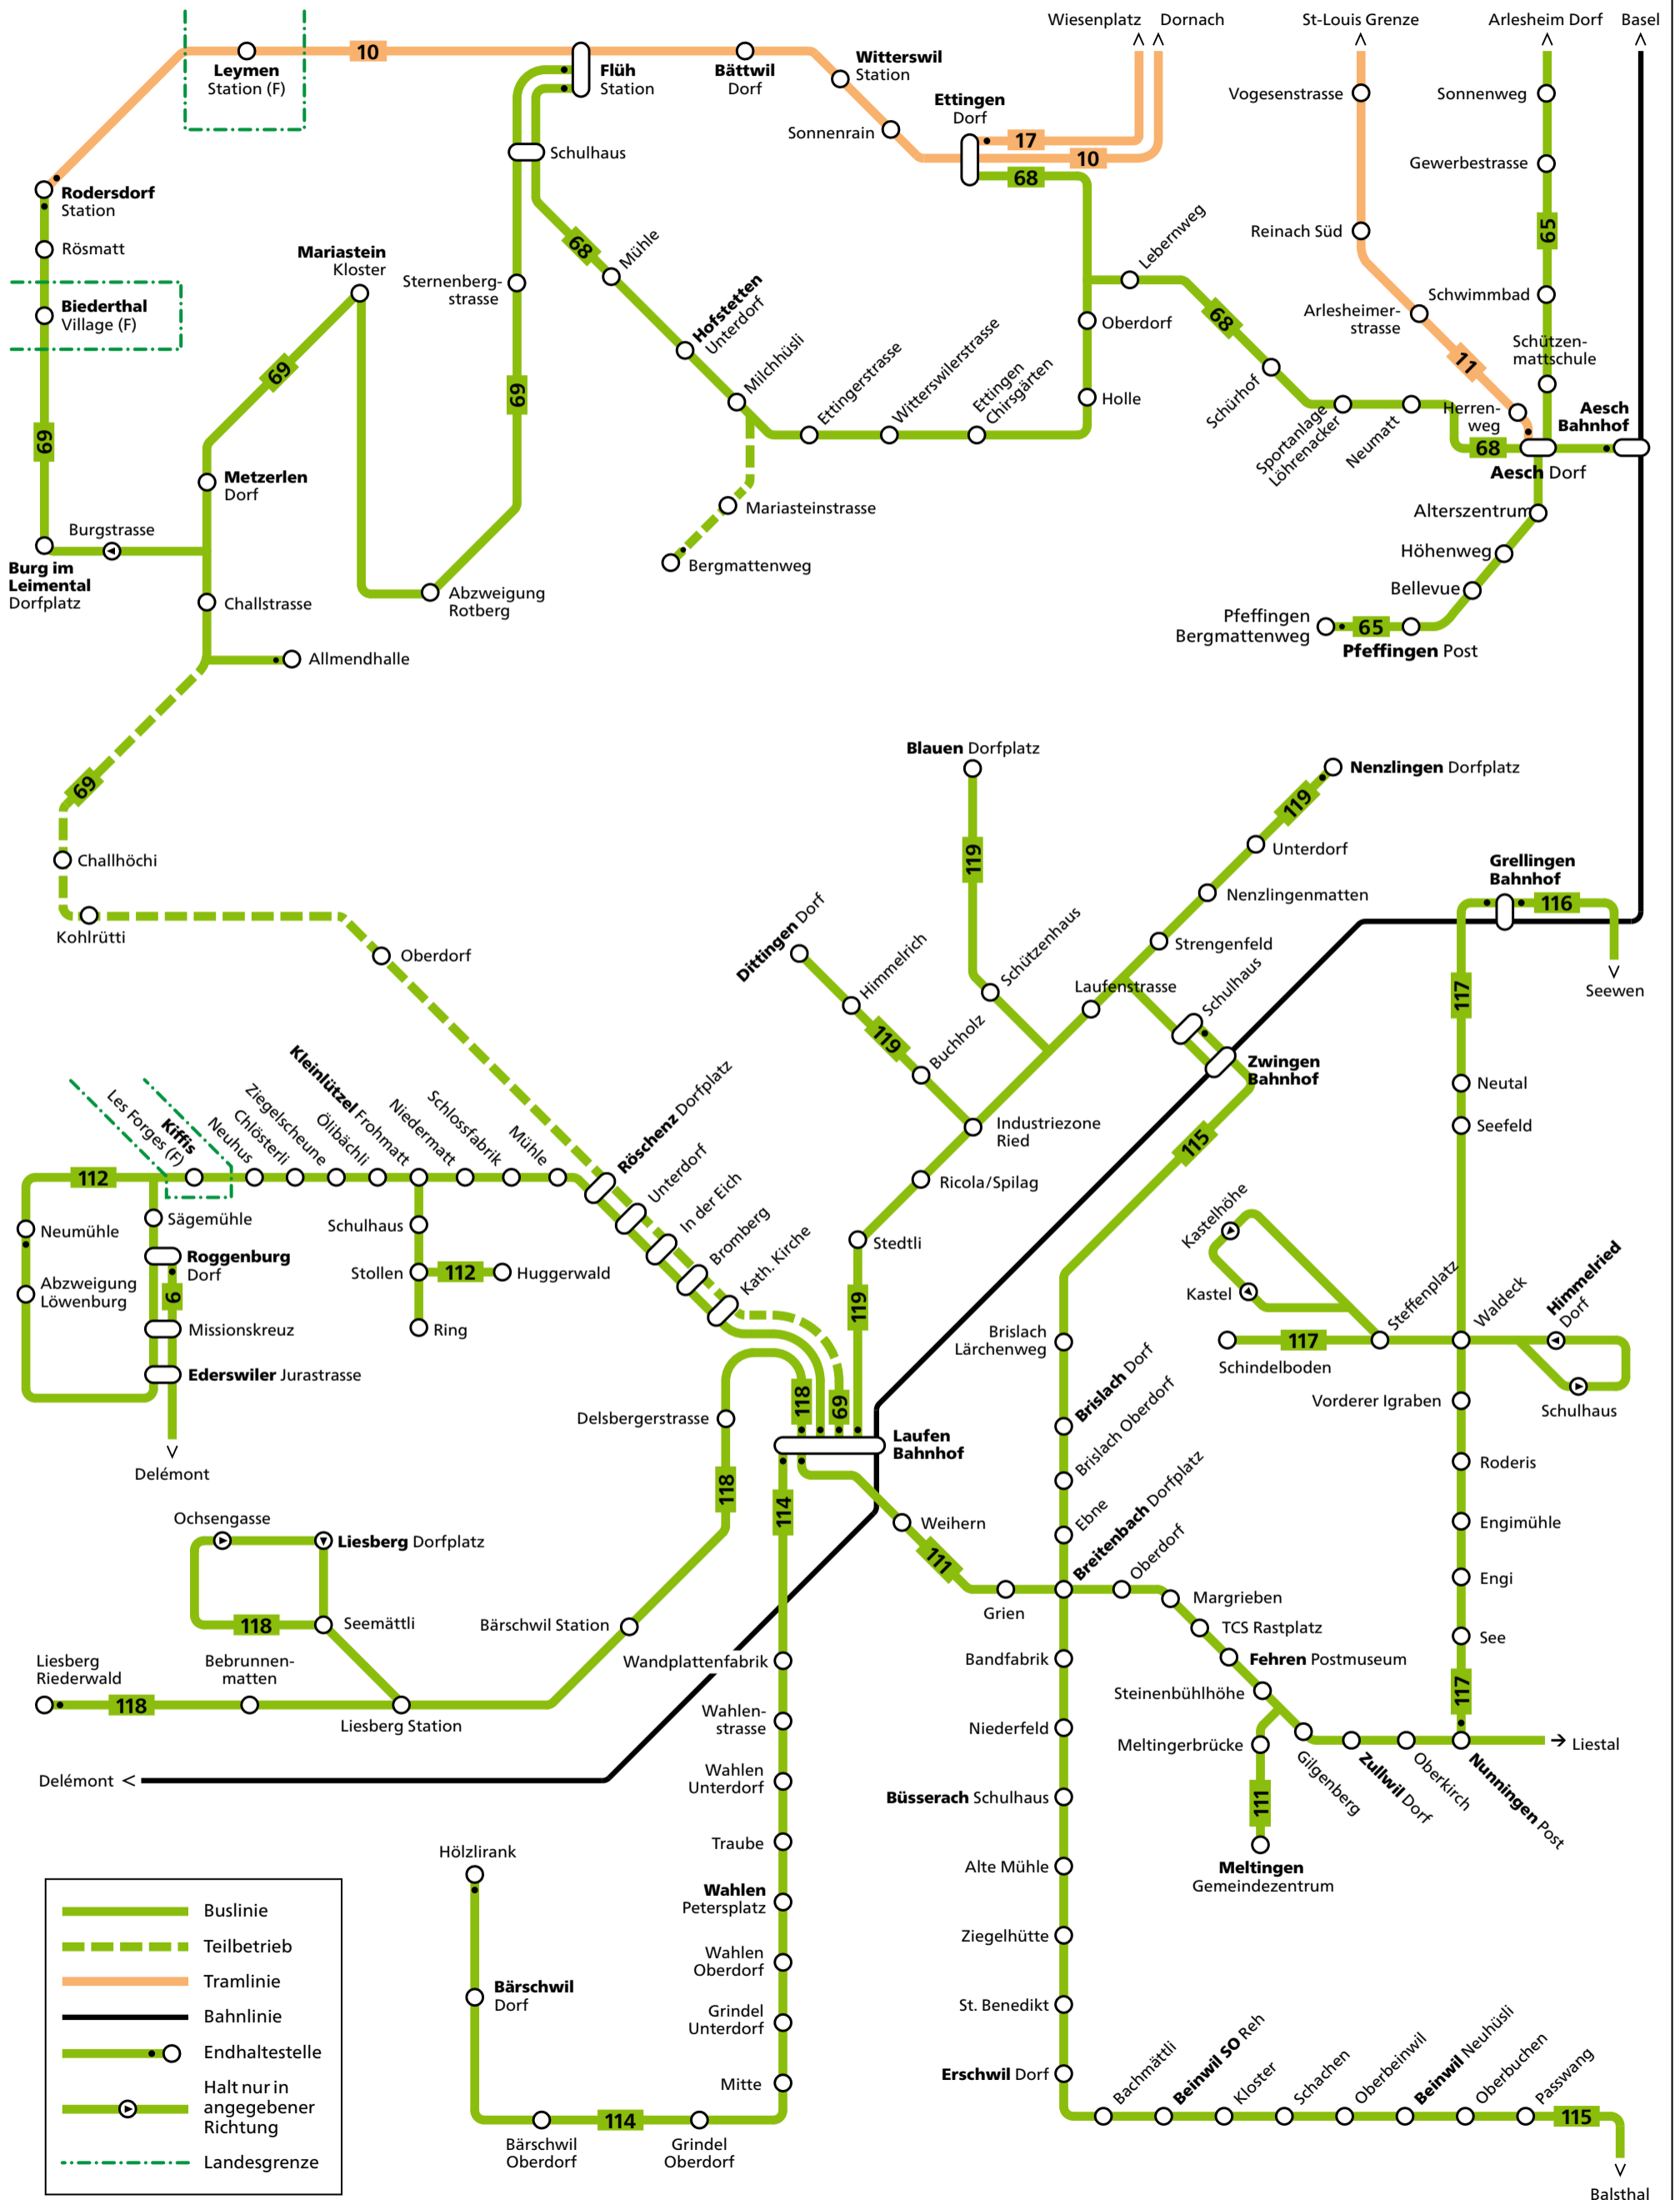 Wiesenplatz
Dornach
St-Louis Grenze
Arlesheim Dorf
Basel
10
Leymen
Station (F)
Flüh
Station
Bättwil
Dorf
Witterswil
Station
Sonnenrain
Ettingen
Dorf
17
10
68
Vogesenstrasse
Sonnenweg
Gewerbestrasse
Schulhaus
Rodersdorf
Station
Rösmatt
Biederthal
Village (F)
Mariastein
Kloster
Sternenberg-
strasse
68
Mühle
Hofstetten
Unterdorf
Milchhüsli
Ettingerstrasse
Witterswilerstrasse
Ettingen
Chirsgärten
Lebernweg
Oberdorf
Holle
68
Schürhof
Sportanlage
Löhrenacker
Neumatt
Reinach Süd
65
Schwimmbad
Arlesheimer-
strasse
11
Schützen-
mattschule
Herren-
weg
Aesch
Bahnhof
68
Aesch Dorf
69
69
69
Metzerlen
Dorf
Burgstrasse
Burg im
Leimental
Dorfplatz
Challstrasse
Abzweigung
Rotberg
Allmendhalle
Mariasteinstrasse
Bergmattenweg
Alterszentrum
Höhenweg
Bellevue
Pfeffingen
Bergmattenweg
65
Pfeffingen Post
69
Challhöchi
Kohlrütti
Oberdorf
Blauen Dorfplatz
119
Nenzlingen Dorfplatz
119
Unterdorf
Nenzlingenmatten
Strengenfeld
Grellingen
Bahnhof
116
Seewen
117
Dittingen Dorf
Himmelrich
119
Buchholz
Schützenhaus
Laufenstrasse
Schulhaus
Zwingen
Bahnhof
Industriezone
Ried
Ricola/Spilag
Stedtli
119
115
Neutal
Seefeld
Les Forges (F)
Kiffis
Neuhus
Chlösterli
Ziegelscheune
Ölibächli
Kleinlützel Frohmatt
Niedermatt
Schlossfabrik
Mühle
Röschenz Dorfplatz
Unterdorf
In der Eich
Bromberg
Kath. Kirche
112
Neumühle
Abzweigung
Löwenburg
Sägemühle
Roggenburg
Dorf
6
Missionskreuz
Ederswiler Jurastrasse
Delémont
Schulhaus
Stollen
112
Huggerwald
Ring
Kastelhöhe
Kastel
Steffenplatz
Waldeck
Himmelried
Dorf
117
Schindelboden
Schulhaus
Vorderer Igraben
Roderis
Engimühle
Engi
See
117
Brislach
Lärchenweg
Brislach Dorf
Brislach Oberdorf
Ebne
Breitenbach Dorfplatz
Oberdorf
118
69
Laufen
Bahnhof
Delsbergerstrasse
118
114
Weihern
111
Grien
Margrieben
TCS Rastplatz
Fehren Postmuseum
Steinenbühlhöhe
Meltingerbrücke
111
Meltingen
Gemeindezentrum
Gilgenberg
Zullwil Dorf
Oberkirch
Nunningen Post
Liestal
Ochsengasse
Liesberg Dorfplatz
118
Seemättli
Bärschwil Station
Liesberg
Riederwald
118
Bebrunnen-
matten
Liesberg Station
Delémont
Wandplattenfabrik
Wahlen-
strasse
Wahlen
Unterdorf
Traube
Wahlen
Petersplatz
Wahlen
Oberdorf
Grindel
Unterdorf
Mitte
Hölzlirank
Bärschwil
Dorf
Bärschwil
Oberdorf
114
Grindel
Oberdorf
Bandfabrik
Niederfeld
Büsserach Schulhaus
Alte Mühle
Ziegelhütte
St. Benedikt
Erschwil Dorf
Bachmättli
Beinwil SO Reh
Kloster
Schachen
Oberbeinwil
Beinwil Neuhüsli
Oberbuchen
Passwang
115
Balsthal
Buslinie
Teilbetrieb
Tramlinie
Bahnlinie
Endhaltestelle
Halt nur in
angegebener
Richtung
Landesgrenze